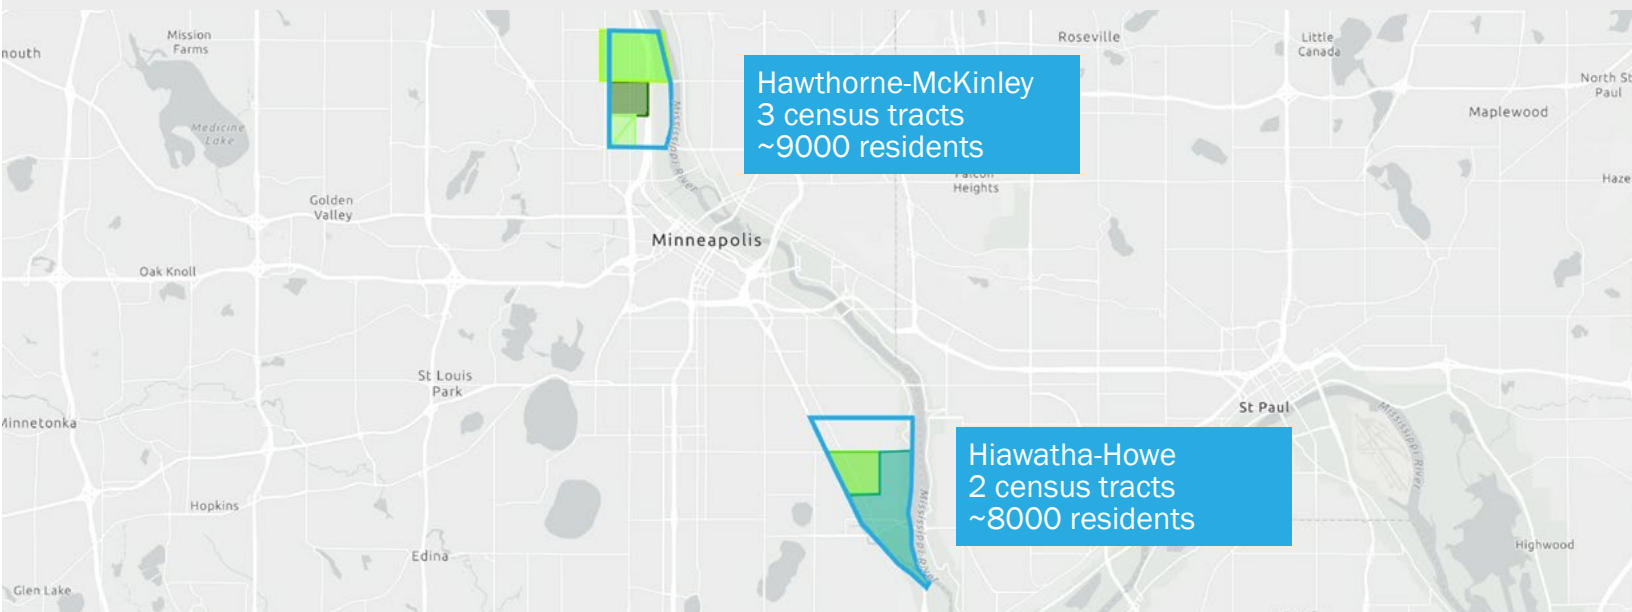 Mission
Farms
Roseville
Little
Canada
nouth
North St
Paul
Hawthorne-McKinley
3 census tracts
~9000 residents
Maplewood
Medicine
Lake
Mississippi River
Falcon
Heights
Haze
Golden
Valley
Minneapolis
Oak Knoll
St Louis
Park
St Paul
Mississippi River
Minnetonka
Hiawatha-Howe
2 census tracts
~8000 residents
Hopkins
Mississippi River
Highwood
Edina
Glen Lake